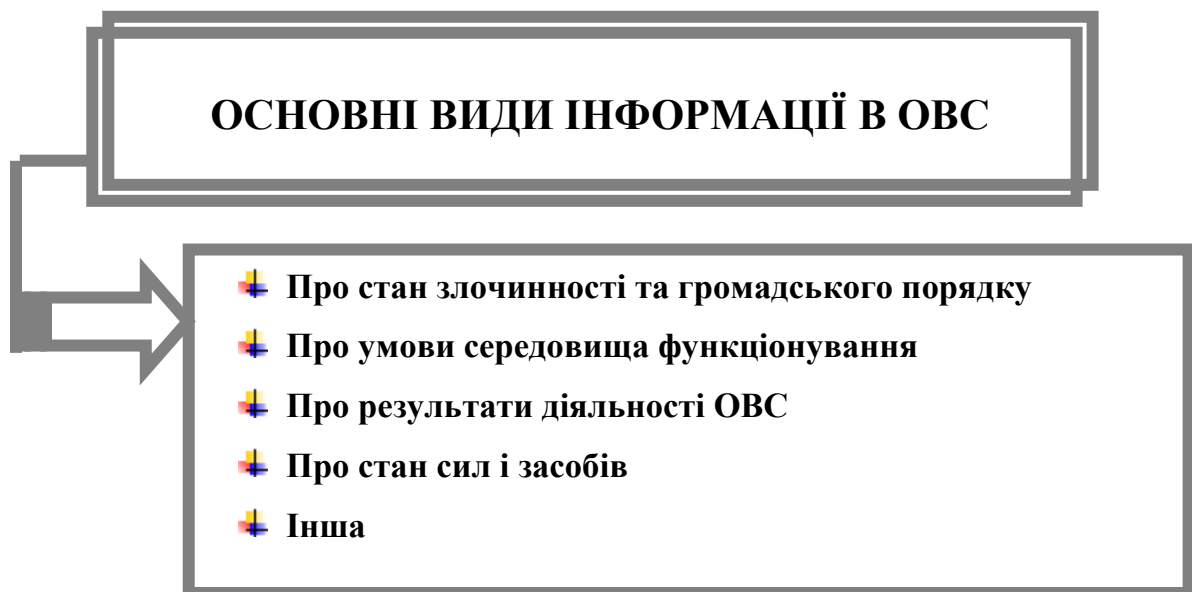 ОСНОВНІ ВИДИ ІНФОРМАЦІЇ В ОВС
Про стан злочинності та громадського порядку
Про умови середовища функціонування
Про результати діяльності ОВС
Про стан сил і засобів
Інша